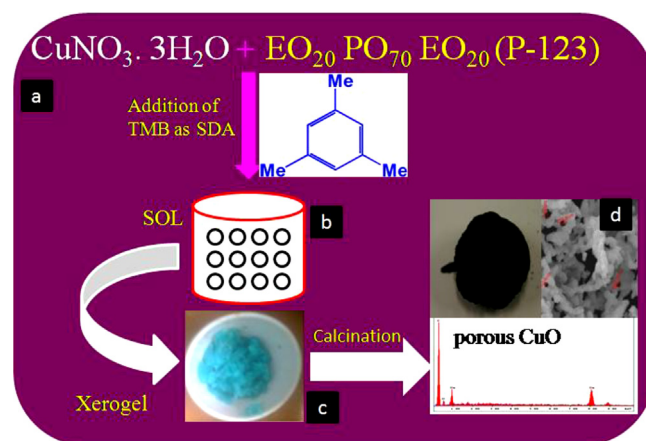 CuNO₃. 3H₂O + EO₂₀ PO₇₀ EO₂₀ (P-123)
a
Addition of
TMB as SDA
Me
Me
Me
SOL
b
d
Calcination
porous CuO
Xerogel
c